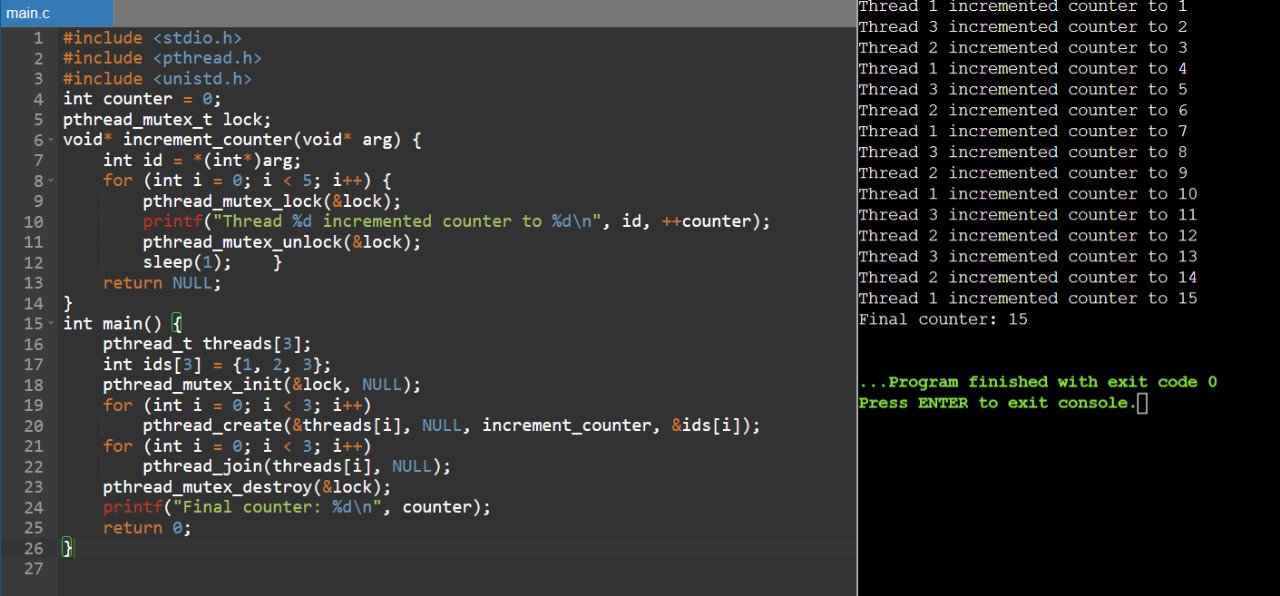 main.c
1 #include <stdio.h>
2 #include <pthread.h>
3 #include <unistd.h>
4 int counter = 0;
5 pthread_mutex_t lock;
6 void* increment_counter(void* arg) {
7     int id = *(int*)arg;
8     for (int i = 0; i < 5; i++) {
9         pthread_mutex_lock(&lock);
10         printf("Thread %d incremented counter to %d\n", id, ++counter);
11         pthread_mutex_unlock(&lock);
12         sleep(1);    }
13     return NULL;
14 }
15 int main() {
16     pthread_t threads[3];
17     int ids[3] = {1, 2, 3};
18     pthread_mutex_init(&lock, NULL);
19     for (int i = 0; i < 3; i++)
20         pthread_create(&threads[i], NULL, increment_counter, &ids[i]);
21     for (int i = 0; i < 3; i++)
22         pthread_join(threads[i], NULL);
23     pthread_mutex_destroy(&lock);
24     printf("Final counter: %d\n", counter);
25     return 0;
26 }
27
Thread 1 incremented counter to 1
Thread 3 incremented counter to 2
Thread 2 incremented counter to 3
Thread 1 incremented counter to 4
Thread 3 incremented counter to 5
Thread 2 incremented counter to 6
Thread 1 incremented counter to 7
Thread 3 incremented counter to 8
Thread 2 incremented counter to 9
Thread 1 incremented counter to 10
Thread 3 incremented counter to 11
Thread 2 incremented counter to 12
Thread 3 incremented counter to 13
Thread 2 incremented counter to 14
Thread 1 incremented counter to 15
Final counter: 15
...Program finished with exit code 0
Press ENTER to exit console.